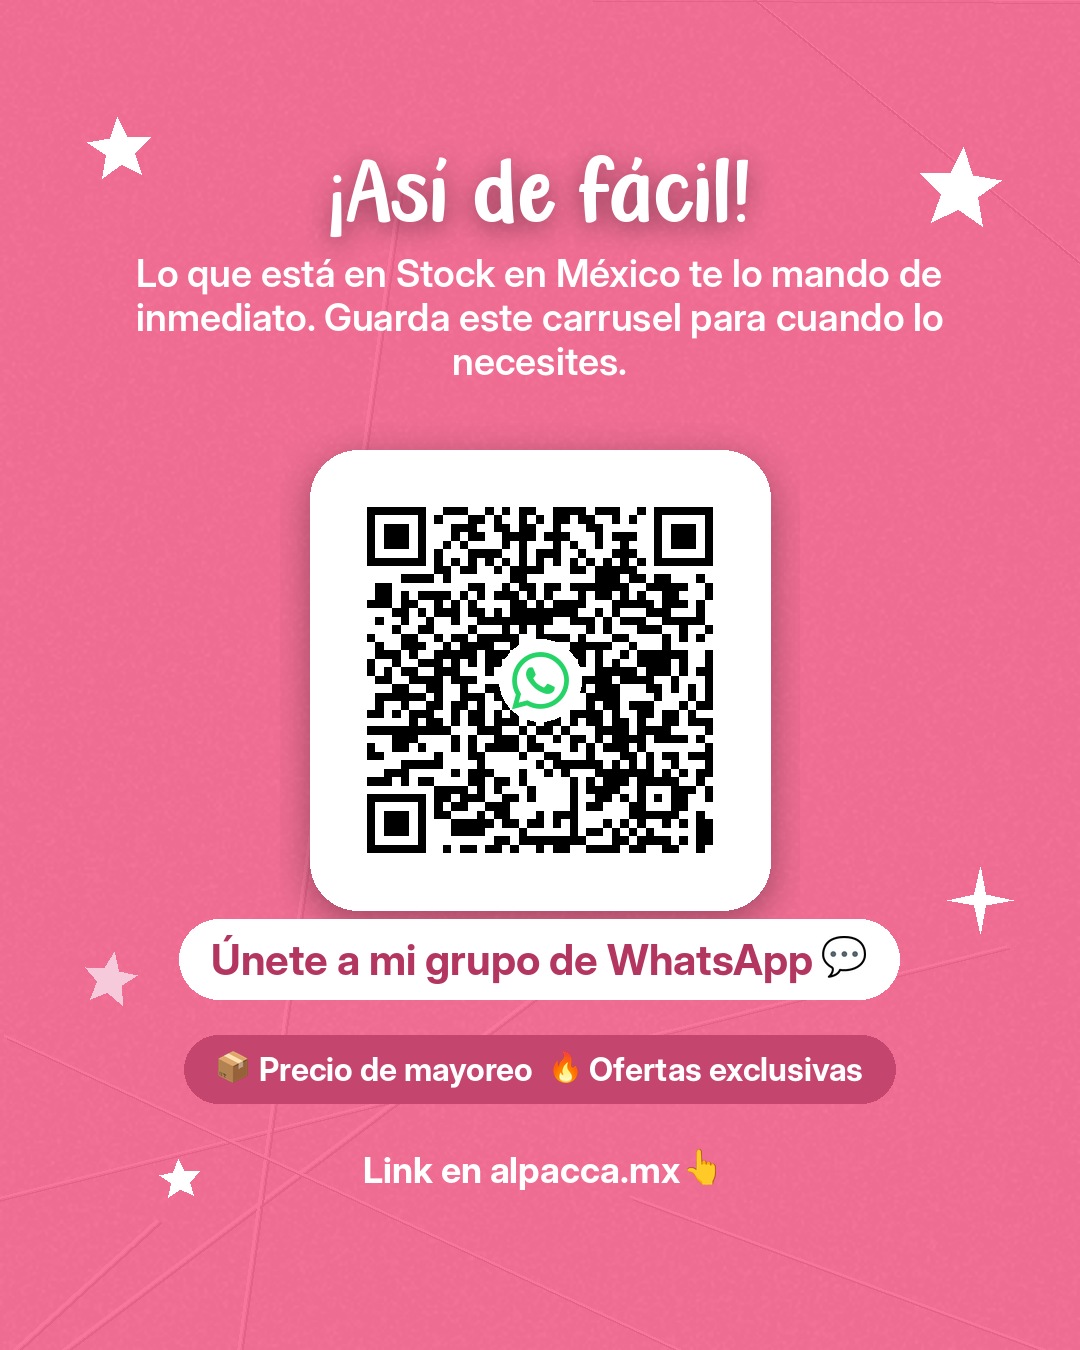 ¡Así de fácil!
Lo que está en Stock en México te lo mando de
inmediato. Guarda este carrusel para cuando lo
necesites.
Únete a mi grupo de WhatsApp 💬
📦 Precio de mayoreo 🔥 Ofertas exclusivas
Link en alpacca.mx 👆